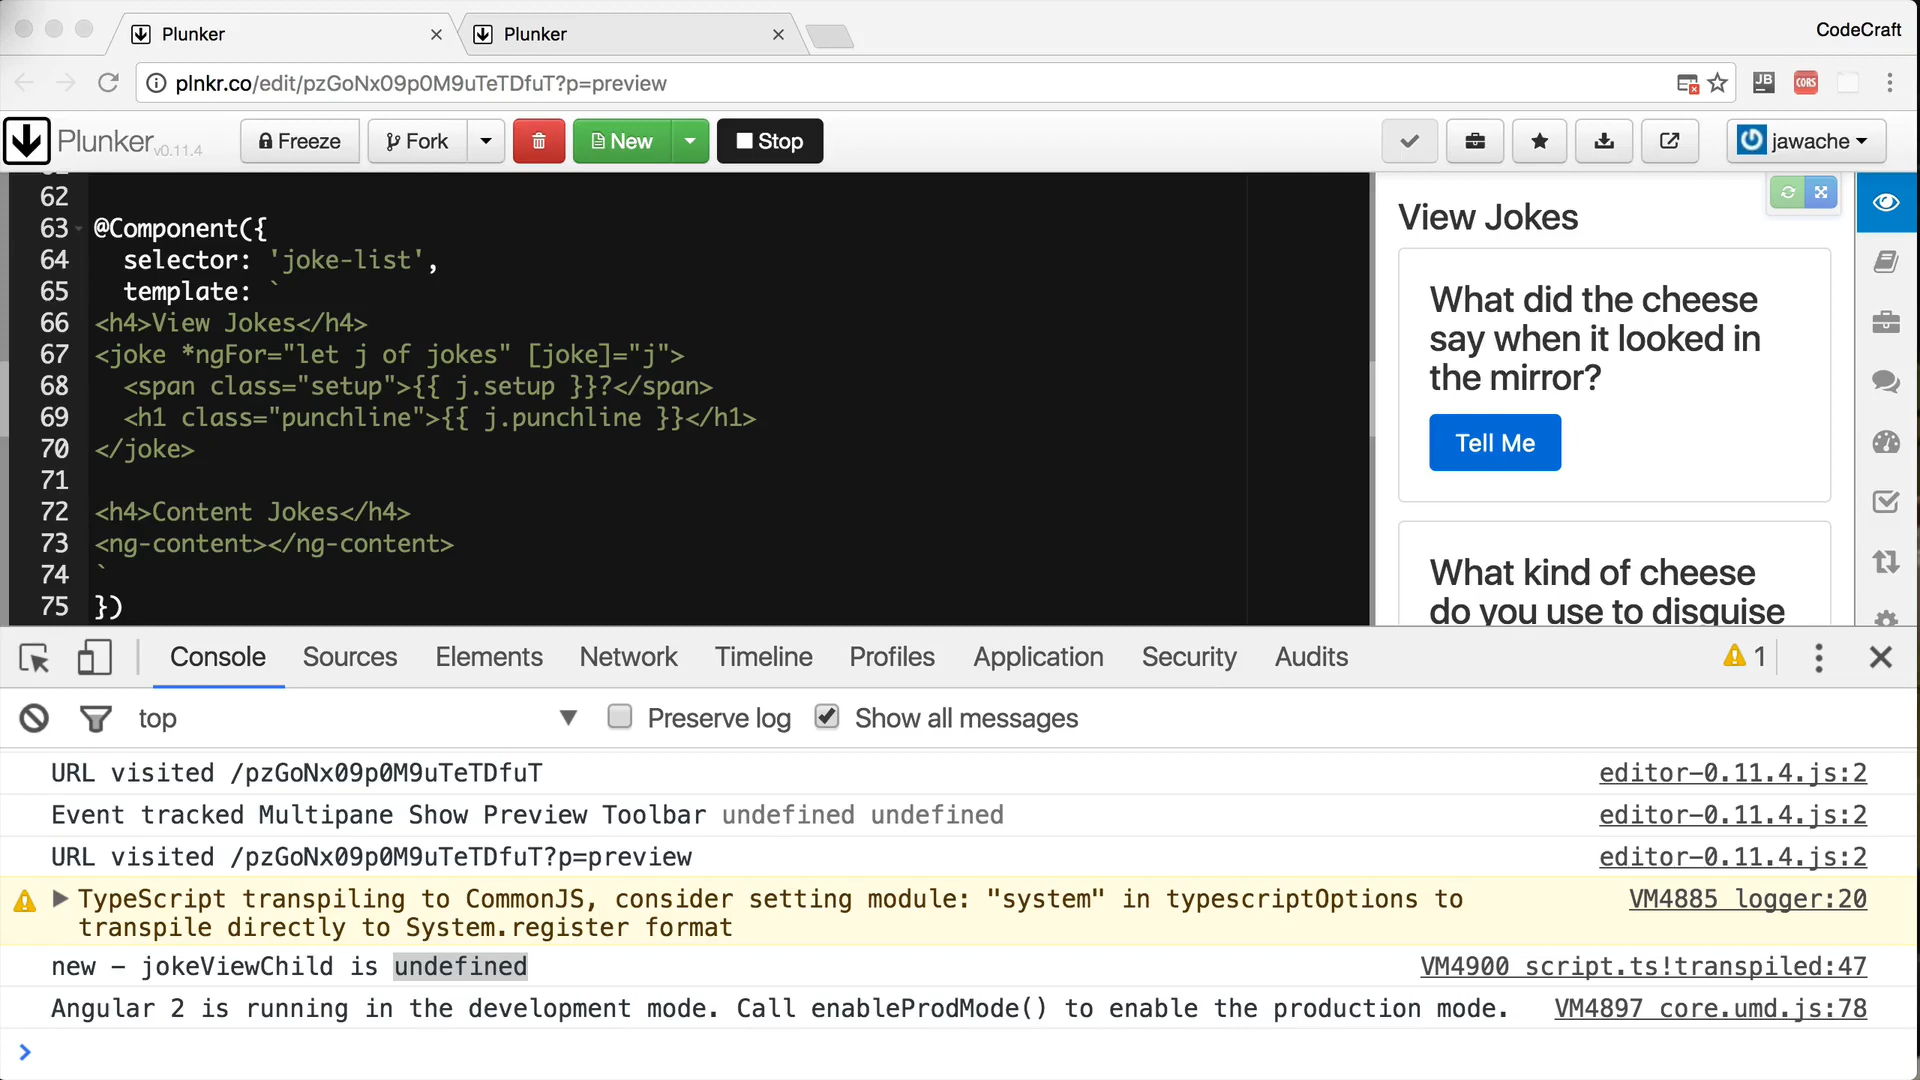 Plunker
Plunker
CodeCraft
plnkr.co/edit/pzGoNx09p0M9uTeTDfuT?p=preview
JB
CORS
Plunker v0.11.4
Freeze
Fork
New
Stop
jawache
62
63 @Component({
64 selector: 'joke-list',
65 template: `
66 <h4>View Jokes</h4>
67 <joke *ngFor="let j of jokes" [joke]="j">
68 <span class="setup">{{ j.setup }}?</span>
69 <h1 class="punchline">{{ j.punchline }}</h1>
70 </joke>
71
72 <h4>Content Jokes</h4>
73 <ng-content></ng-content>
74 `
75 })
View Jokes
What did the cheese
say when it looked in
the mirror?
Tell Me
What kind of cheese
do you use to disguise
Console Sources Elements Network Timeline Profiles Application Security Audits 1
top Preserve log Show all messages
URL visited /pzGoNx09p0M9uTeTDfuT editor-0.11.4.js:2
Event tracked Multipane Show Preview Toolbar undefined undefined editor-0.11.4.js:2
URL visited /pzGoNx09p0M9uTeTDfuT?p=preview editor-0.11.4.js:2
TypeScript transpiling to CommonJS, consider setting module: "system" in typescriptOptions to VM4885 logger:20
transpile directly to System.register format
new – jokeViewChild is undefined VM4900 script.ts!transpiled:47
Angular 2 is running in the development mode. Call enableProdMode() to enable the production mode. VM4897 core.umd.js:78